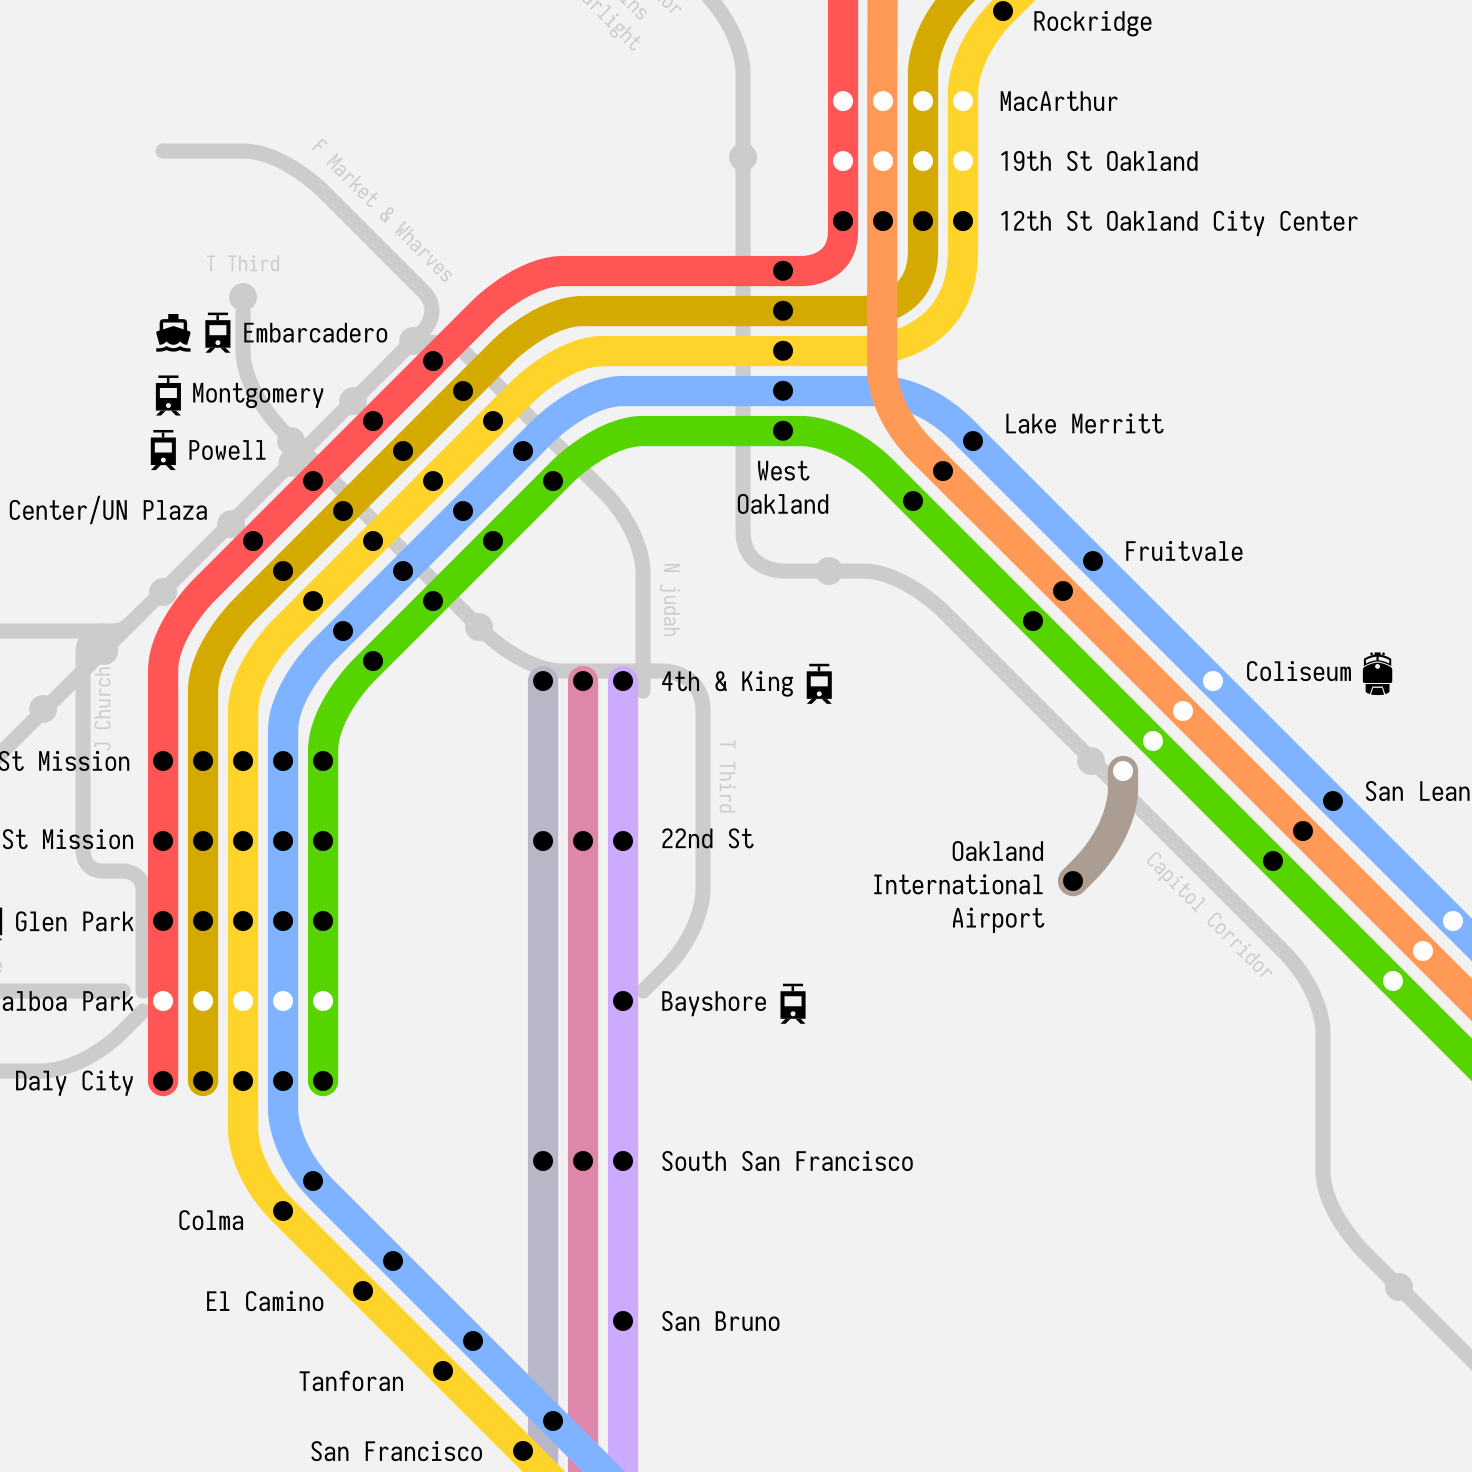 Rockridge
MacArthur
19th St Oakland
12th St Oakland City Center
F Market & Wharves
T Third
Embarcadero
Montgomery
Powell
Center/UN Plaza
West
Oakland
Lake Merritt
Fruitvale
Coliseum
San Lean
N judah
J Church
4th & King
T Third
St Mission
St Mission
22nd St
Oakland
International
Airport
Capitol Corridor
Glen Park
alboa Park
Bayshore
Daly City
South San Francisco
Colma
El Camino
San Bruno
Tanforan
San Francisco